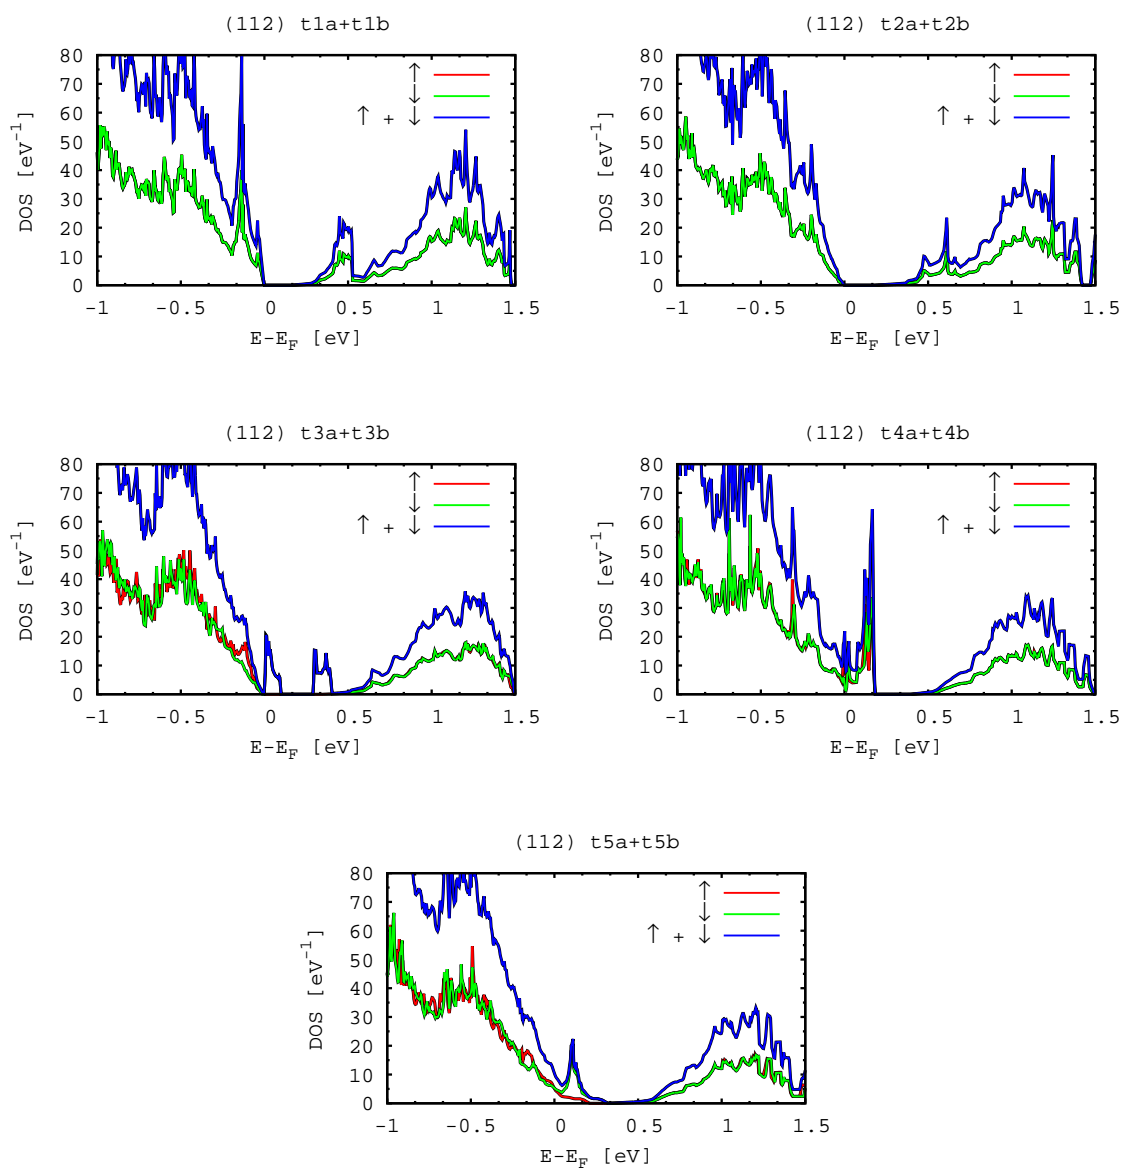 (112) t1a+t1b
DOS [eV⁻¹]
80
70
60
50
40
30
20
10
0
↑
↓
↑ + ↓
-1 -0.5 0 0.5 1 1.5
E-E_F [eV]
(112) t2a+t2b
DOS [eV⁻¹]
80
70
60
50
40
30
20
10
0
↑
↓
↑ + ↓
-1 -0.5 0 0.5 1 1.5
E-E_F [eV]
(112) t3a+t3b
DOS [eV⁻¹]
80
70
60
50
40
30
20
10
0
↑
↓
↑ + ↓
-1 -0.5 0 0.5 1 1.5
E-E_F [eV]
(112) t4a+t4b
DOS [eV⁻¹]
80
70
60
50
40
30
20
10
0
↑
↓
↑ + ↓
-1 -0.5 0 0.5 1 1.5
E-E_F [eV]
(112) t5a+t5b
DOS [eV⁻¹]
80
70
60
50
40
30
20
10
0
↑
↓
↑ + ↓
-1 -0.5 0 0.5 1 1.5
E-E_F [eV]